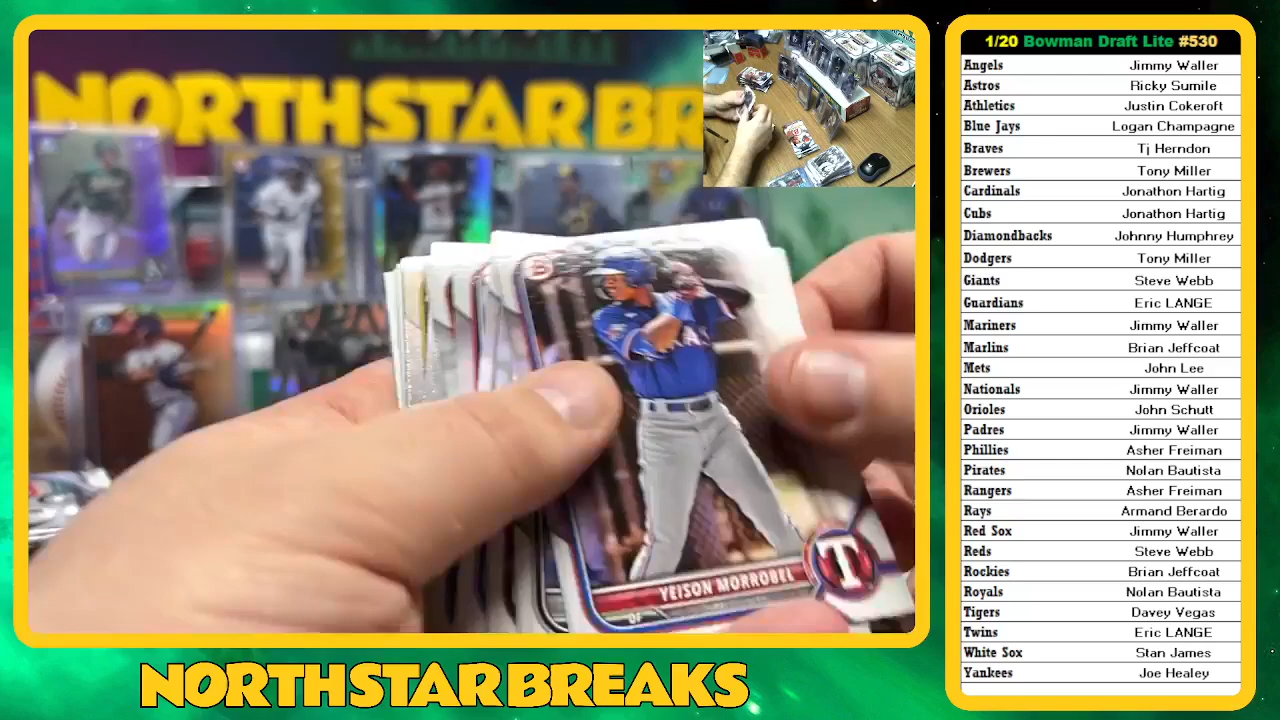 NORTHSTAR BR
YEISON MORROBEL
OF
T
1/20 Bowman Draft Lite #530
Angels Jimmy Waller
Astros Ricky Sumile
Athletics Justin Cokeroft
Blue Jays Logan Champagne
Braves Tj Herndon
Brewers Tony Miller
Cardinals Jonathon Hartig
Cubs Jonathon Hartig
Diamondbacks Johnny Humphrey
Dodgers Tony Miller
Giants Steve Webb
Guardians Eric LANGE
Mariners Jimmy Waller
Marlins Brian Jeffcoat
Mets John Lee
Nationals Jimmy Waller
Orioles John Schutt
Padres Jimmy Waller
Phillies Asher Freiman
Pirates Nolan Bautista
Rangers Asher Freiman
Rays Armand Berardo
Red Sox Jimmy Waller
Reds Steve Webb
Rockies Brian Jeffcoat
Royals Nolan Bautista
Tigers Davey Vegas
Twins Eric LANGE
White Sox Stan James
Yankees Joe Healey
NORTHSTAR BREAKS